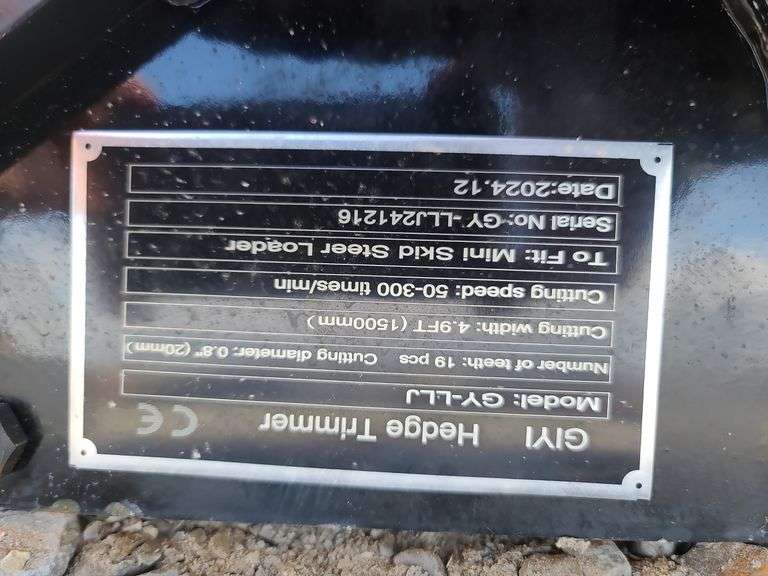 GIYI Hedge Trimmer CE
Model: GY-LLJ
Number of teeth: 19 pcs Cutting diameter: 0.8" (20mm)
Cutting width: 4.9FT (1500mm)
Cutting speed: 50-300 times/min
To Fit: Mini Skid Steer Loader
Serial No: GY-LLJ241216
Date:2024.12